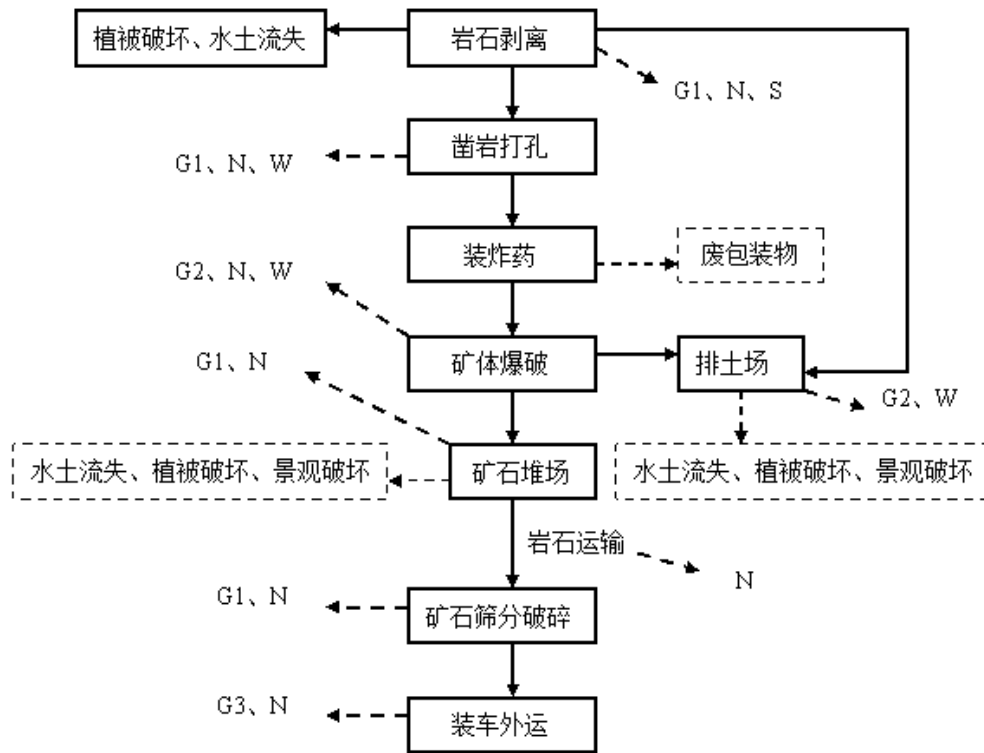 植被破坏、水土流失
岩石剥离
G1、N、S
凿岩打孔
G1、N、W
装炸药
废包装物
G2、N、W
矿体爆破
排土场
G1、N
G2、W
水土流失、植被破坏、景观破坏
矿石堆场
水土流失、植被破坏、景观破坏
岩石运输
N
G1、N
矿石筛分破碎
G3、N
装车外运